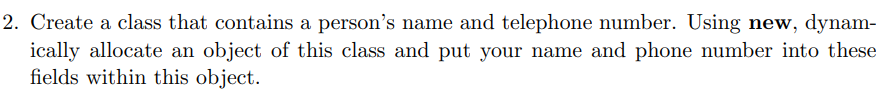 2. Create a class that contains a person's name and telephone number. Using new, dynam-
ically allocate an object of this class and put your name and phone number into these
fields within this object.